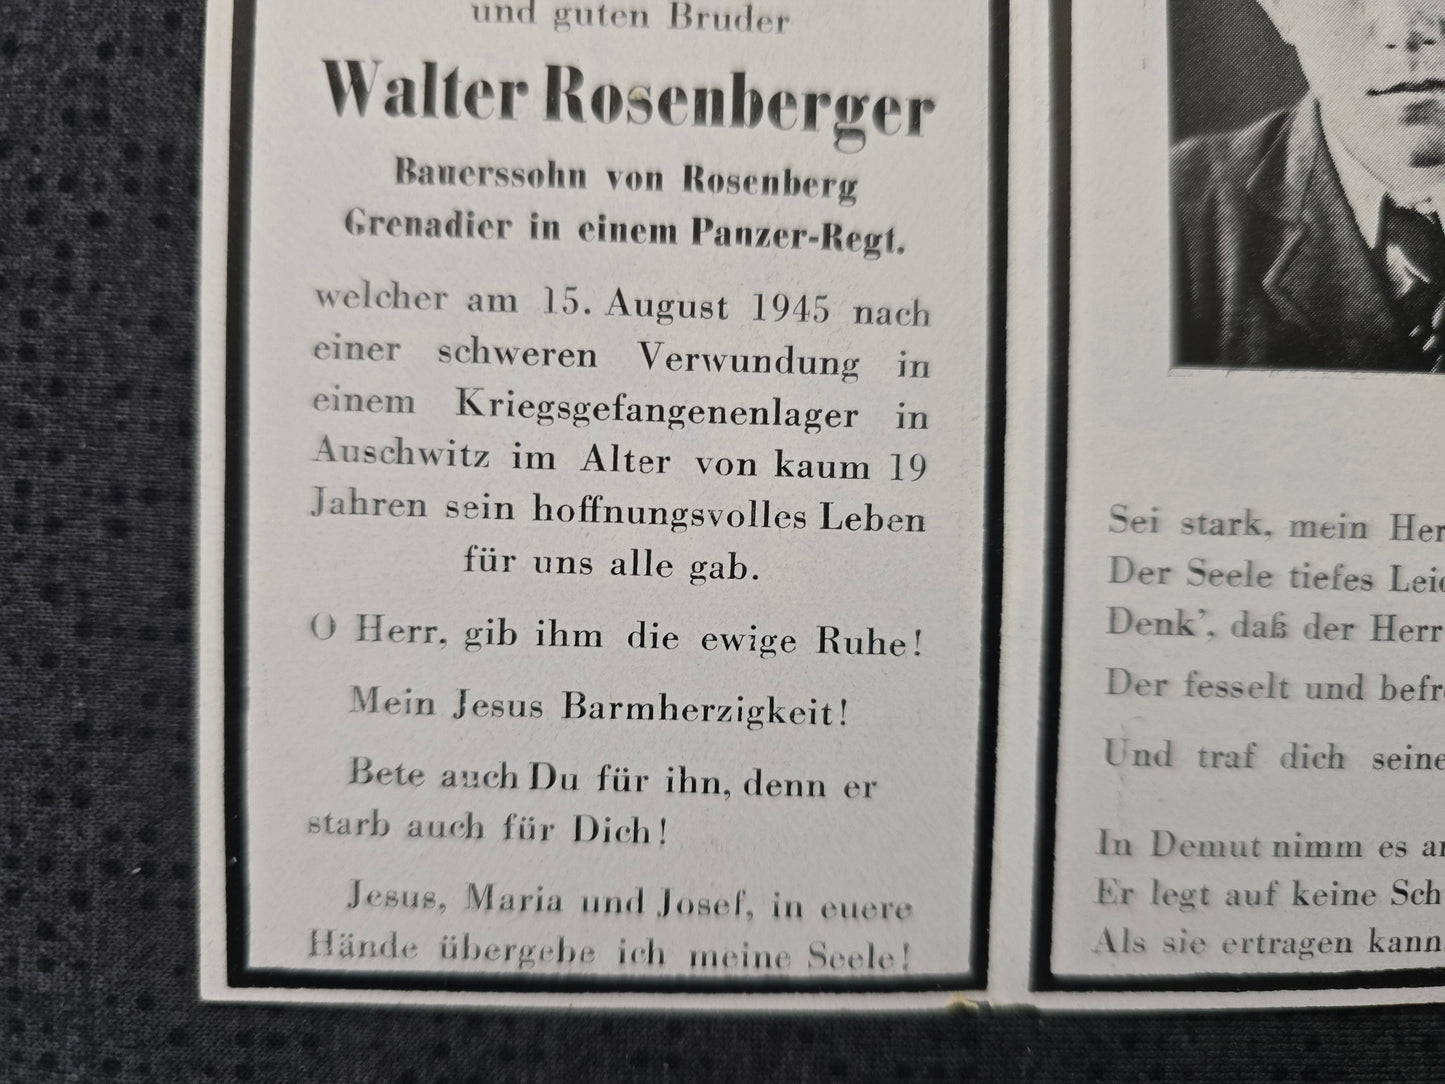 und guten Bruder
Walter Rosenberger
Bauerssohn von Rosenberg
Grenadier in einem Panzer-Regt.
welcher am 15. August 1945 nach
einer schweren Verwundung in
einem Kriegsgefangenenlager in
Auschwitz im Alter von kaum 19
Jahren sein hoffnungsvolles Leben
für uns alle gab.
O Herr, gib ihm die ewige Ruhe!
Mein Jesus Barmherzigkeit!
Bete auch Du für ihn, denn er
starb auch für Dich!
Jesus, Maria und Josef, in euere
Hände übergebe ich meine Seele!
Sei stark, mein
Der Seele tiefes
Denk', daß der Herr
Der fesselt und
Und traf dich seine
In Demut nimm es
Er legt auf keine
Als sie ertragen kann